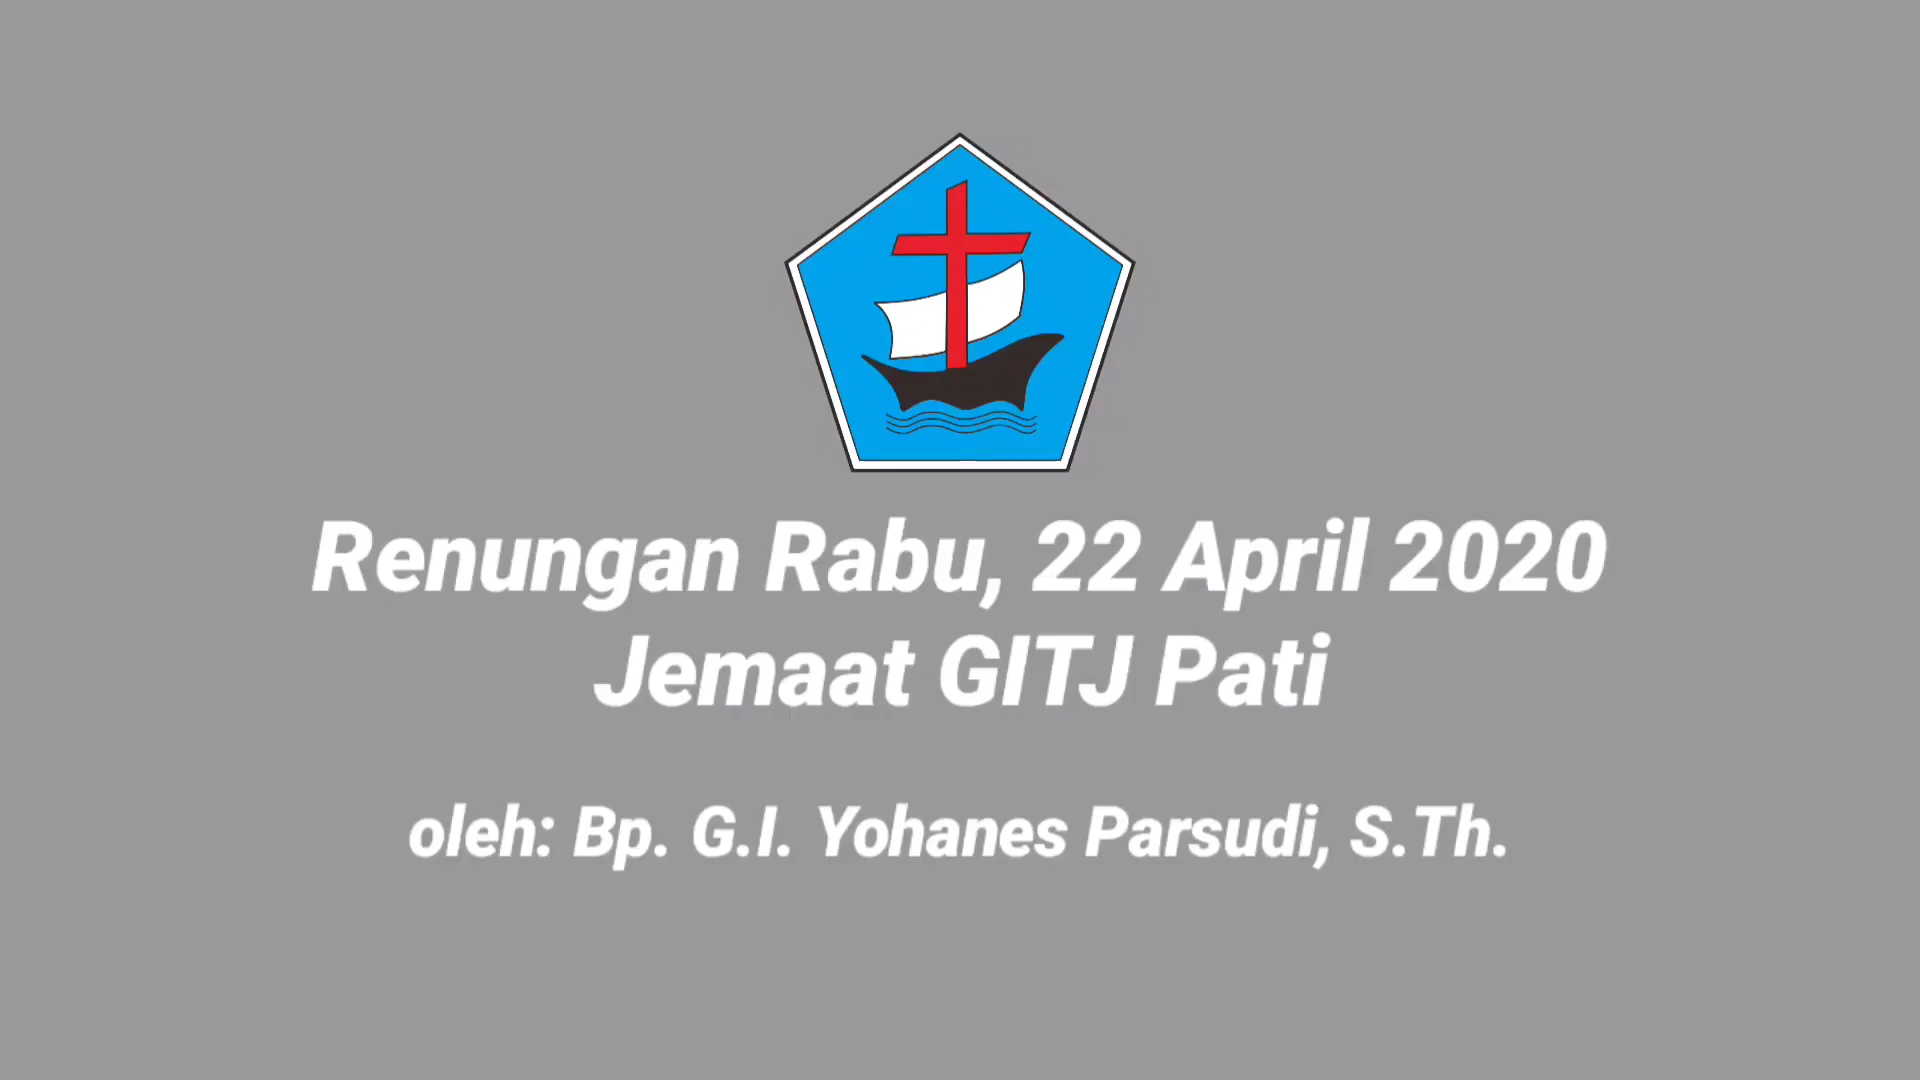 Renungan Rabu, 22 April 2020
Jemaat GITJ Pati
oleh: Bp. G.I. Yohanes Parsudi, S.Th.